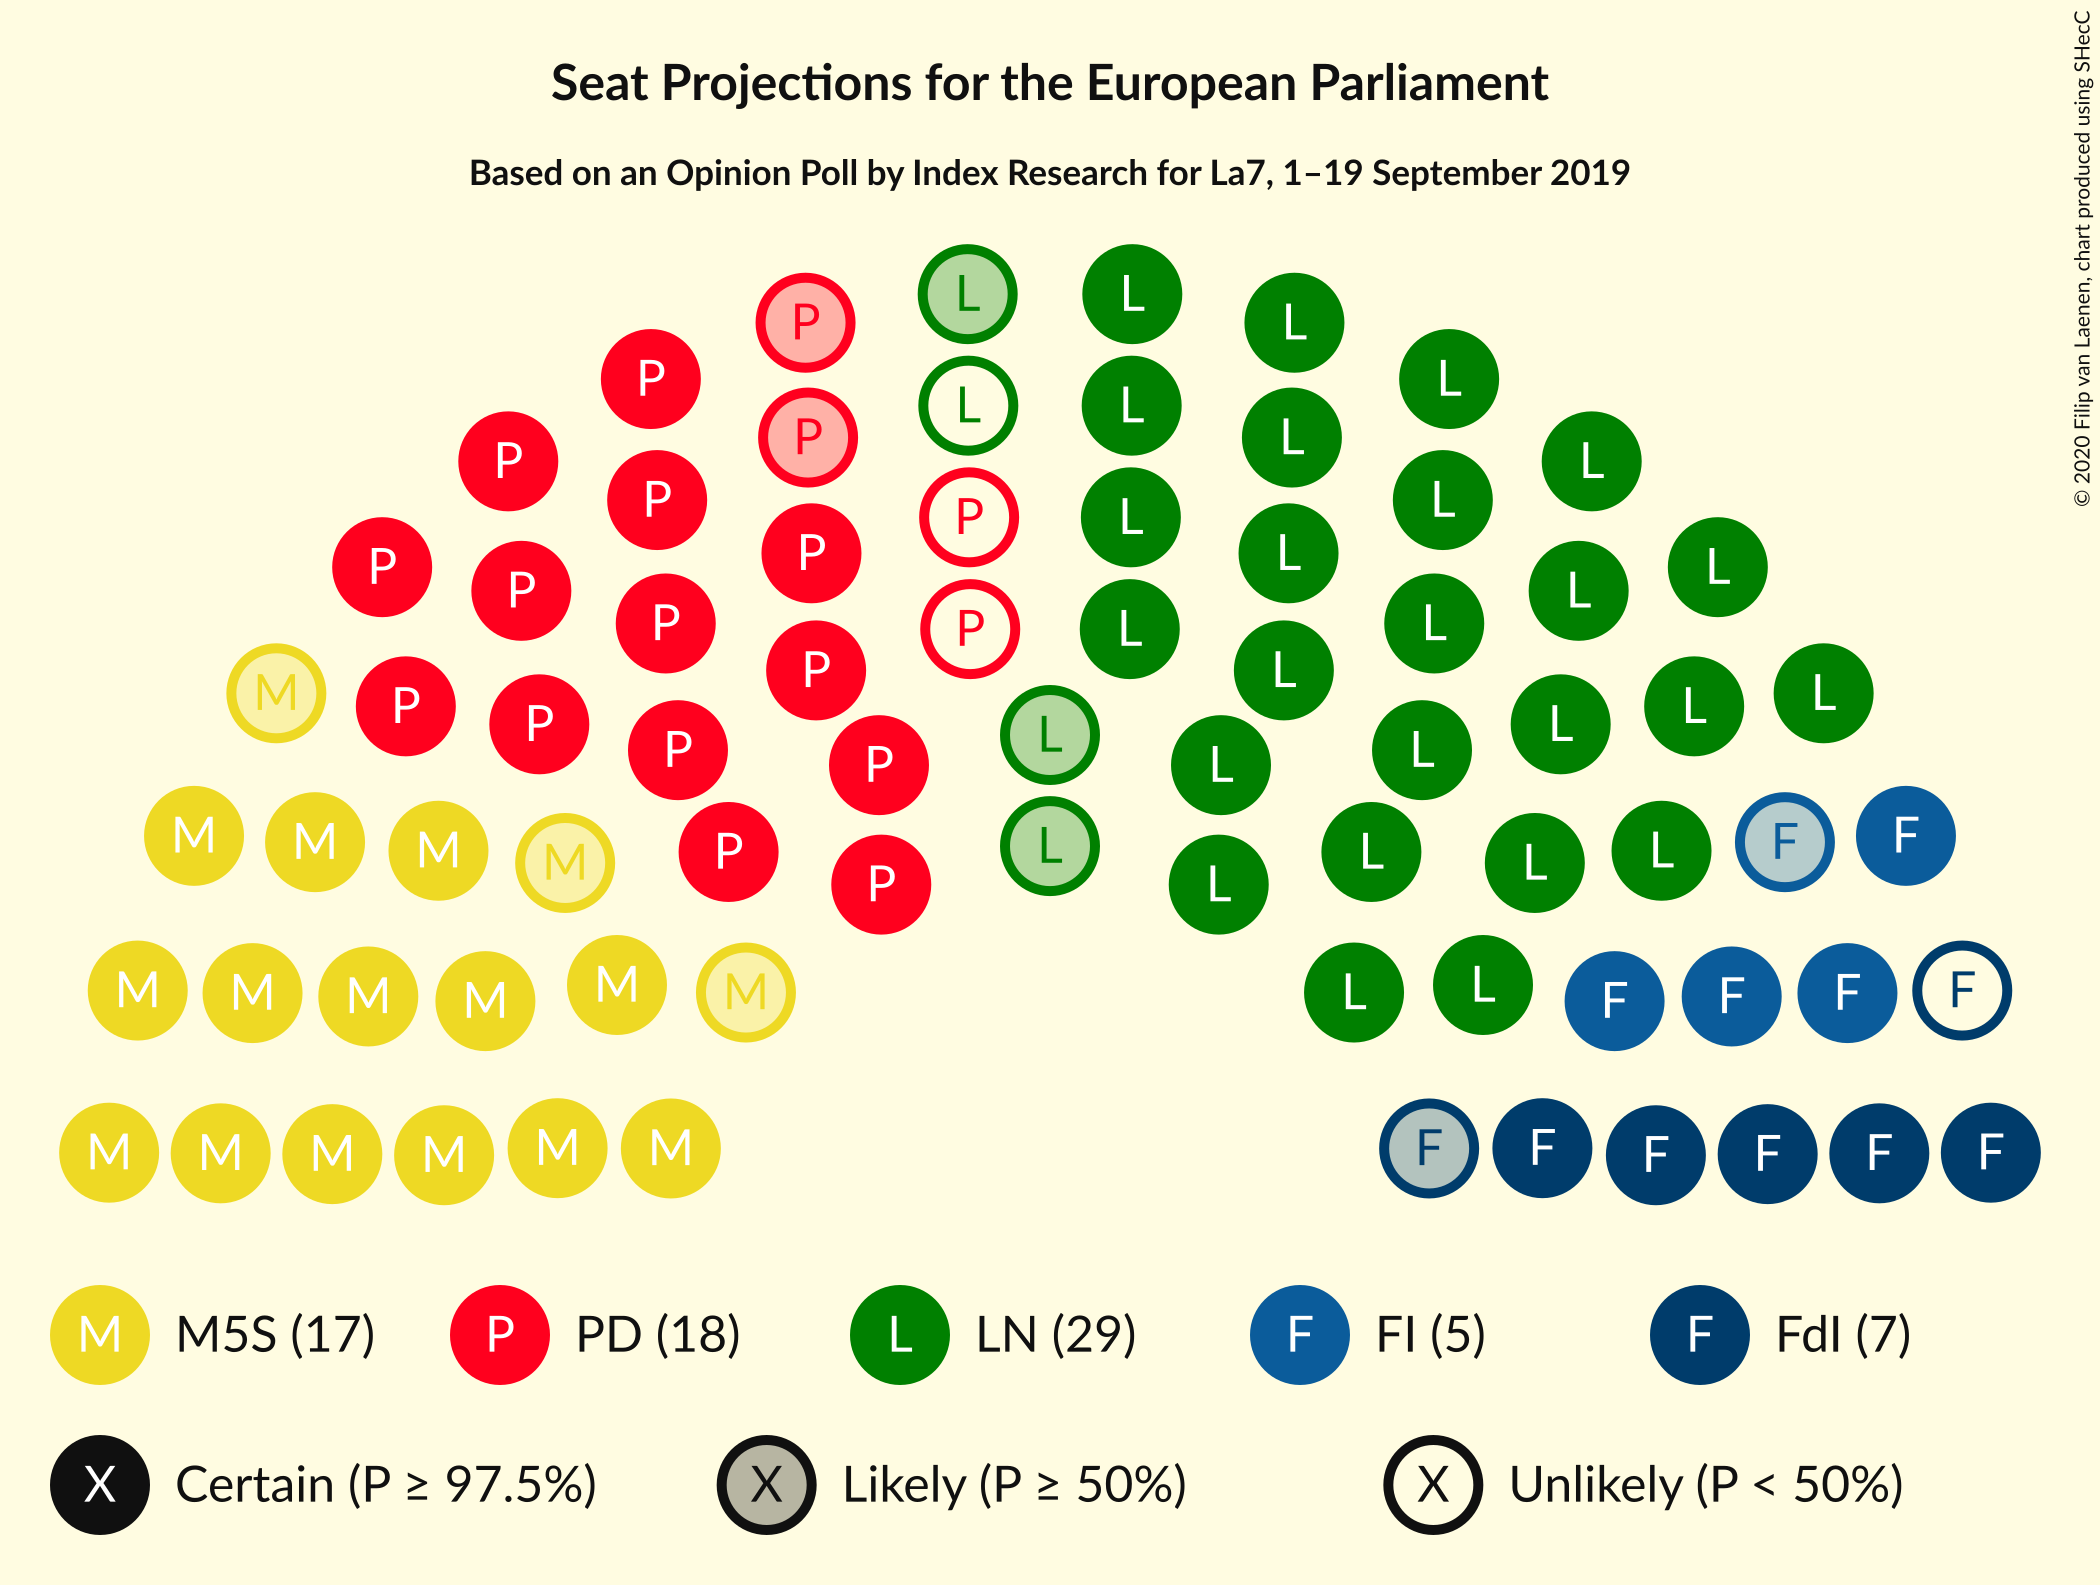 Seat Projections for the European Parliament
Based on an Opinion Poll by Index Research for La7, 1–19 September 2019
© 2020 Filip van Laenen, chart produced using SHecC
L L
P L
P L
L L
P L
P L
P L
P P L L
P L
P L
P P L L
P P L L
P L
M P P L L L
P L L
P L L
M M M M P P L L L L F F
L
M M M M M M L L F F F F
M M M M M M F F F F F F
M M5S (17) P PD (18) L LN (29) F FI (5) F FdI (7)
X Certain (P ≥ 97.5%) X Likely (P ≥ 50%) X Unlikely (P < 50%)